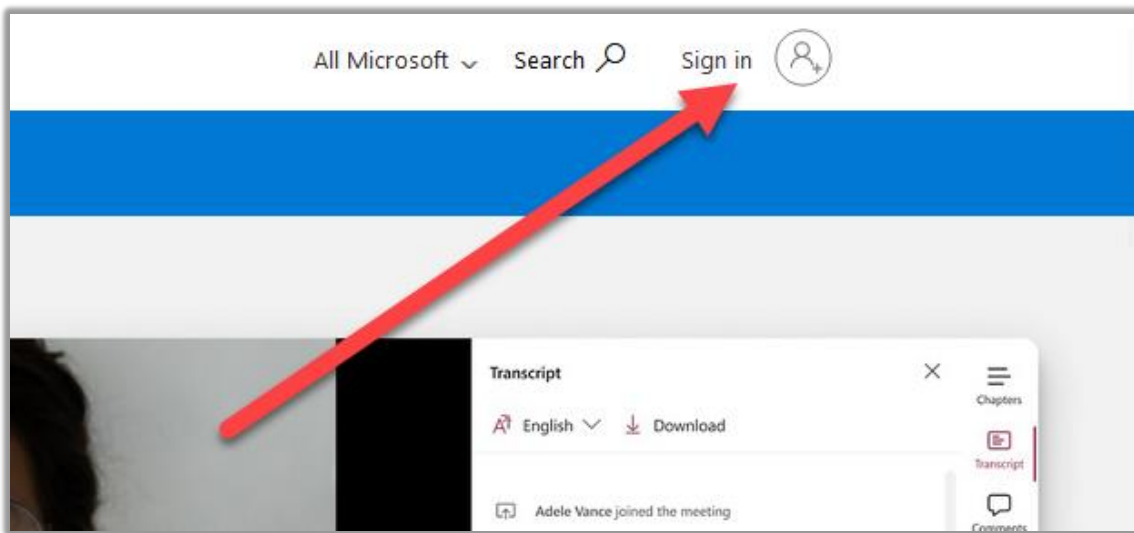 All Microsoft Search Sign in
Transcript
Chapters
English Download
Transcript
Adele Vance joined the meeting
Comments